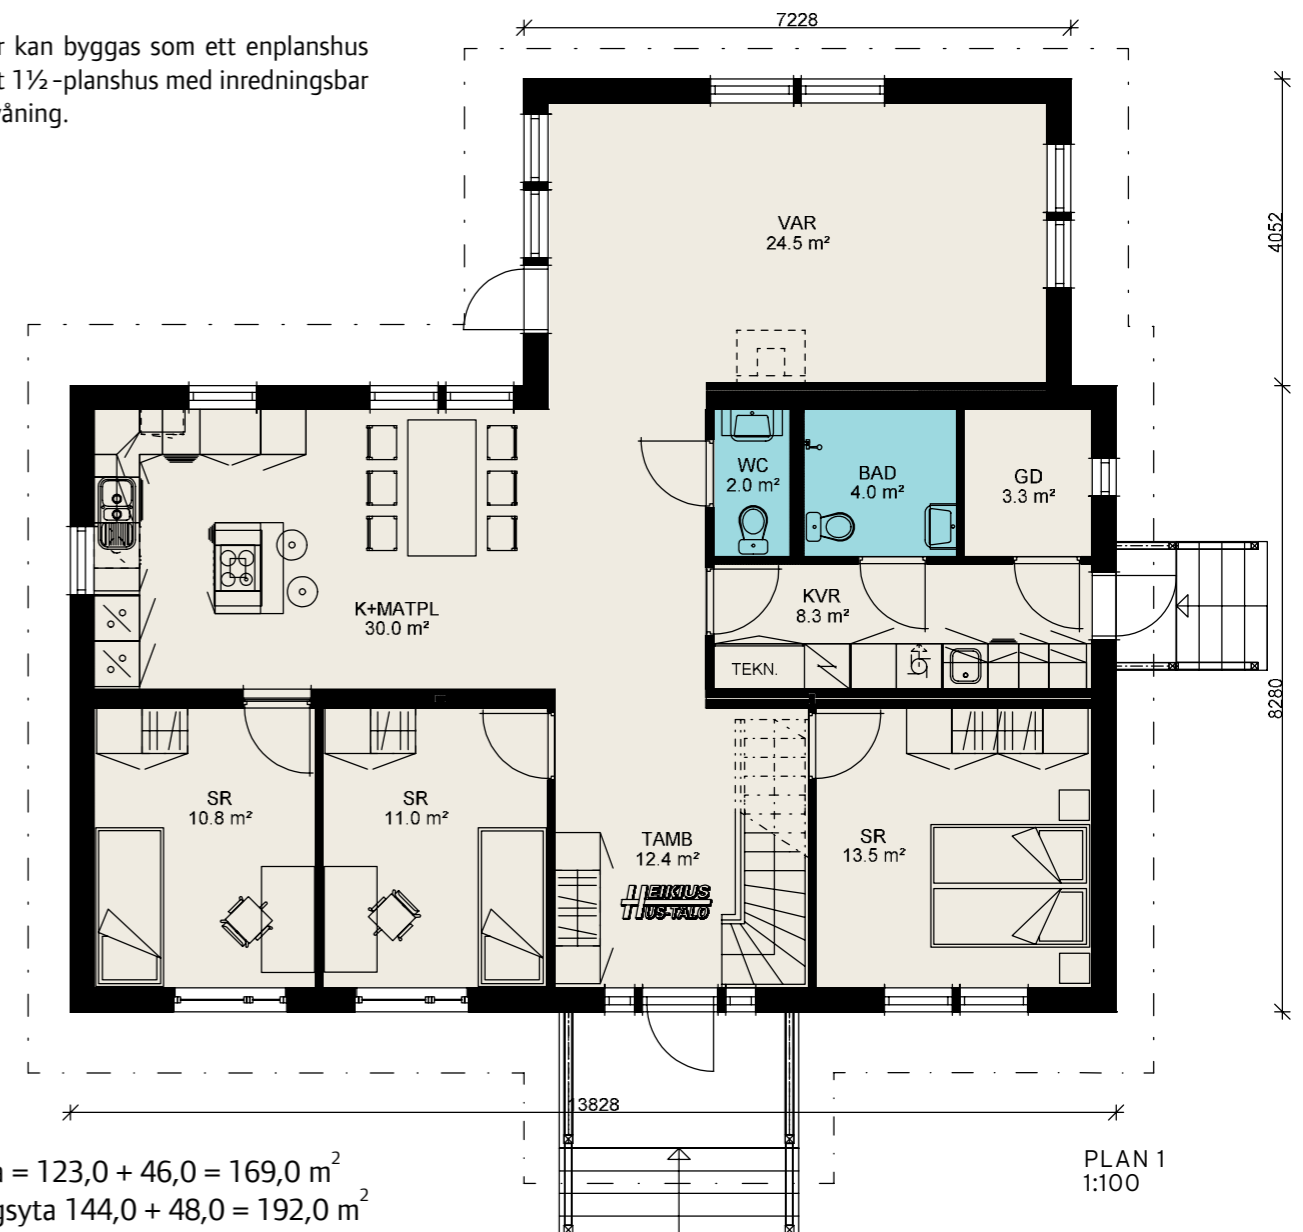 r kan byggas som ett enplanshus
t 1½-planshus med inredningsbar
åning.
7228
4052
VAR
24.5 m²
WC
2.0 m²
BAD
4.0 m²
GD
3.3 m²
K+MATPL
30.0 m²
KVR
8.3 m²
TEKN.
8280
SR
10.8 m²
SR
11.0 m²
TAMB
12.4 m²
HEIKIUS
HUS-TALO
SR
13.5 m²
13828
= 123,0 + 46,0 = 169,0 m²
gsyta 144,0 + 48,0 = 192,0 m²
PLAN 1
1:100